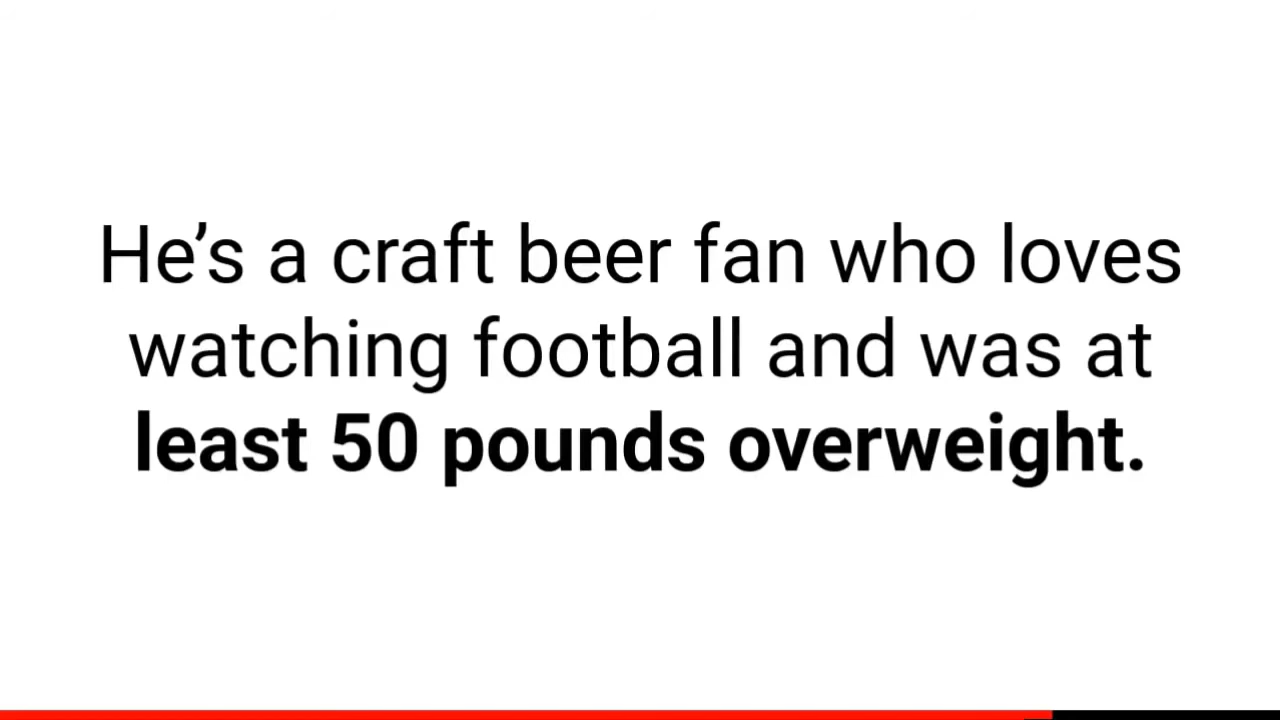 He’s a craft beer fan who loves
watching football and was at
least 50 pounds overweight.